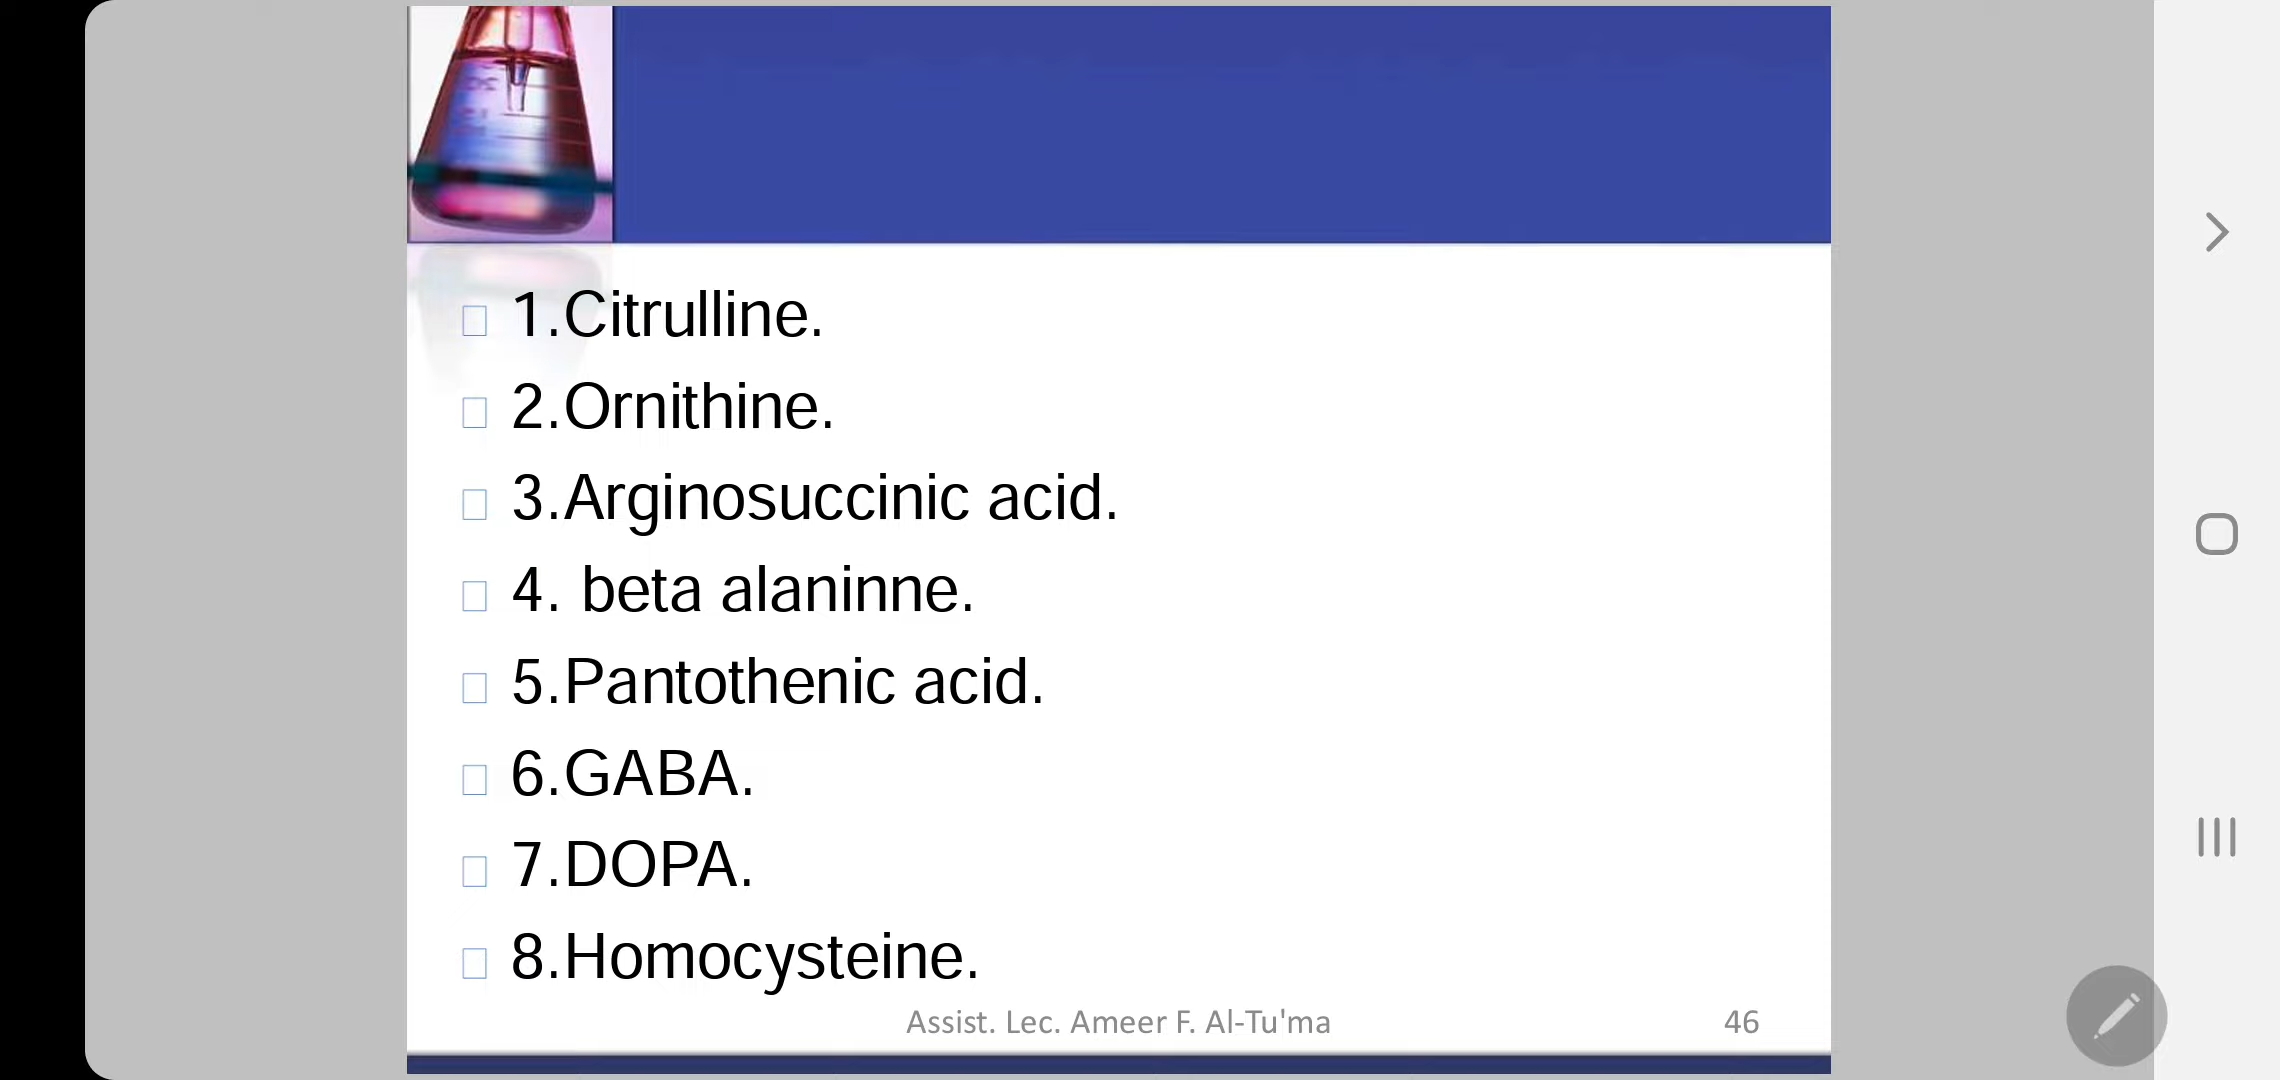 1.Citrulline.
2.Ornithine.
3.Arginosuccinic acid.
4. beta alaninne.
5.Pantothenic acid.
6.GABA.
7.DOPA.
8.Homocysteine.
Assist. Lec. Ameer F. Al-Tu'ma 46